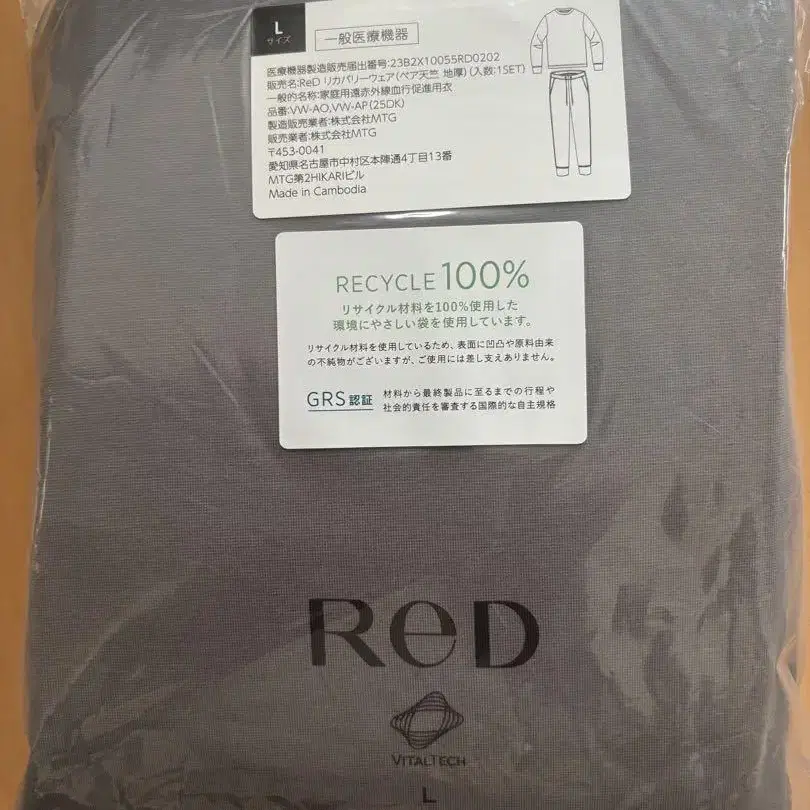 L
サイズ
一般医療機器
医療機器製造販売届出番号:23B2X10055RD0202
販売名:ReD リカバリーウェア(ベア天竺 地厚)(入数:1SET)
一般的名称:家庭用遠赤外線血行促進用衣
品番:VW-AO,VW-AP(25DK)
製造販売業者:株式会社MTG
販売業者:株式会社MTG
〒453-0041
愛知県名古屋市中村区本陣通4丁目13番
MTG第2HIKARIビル
Made in Cambodia
RECYCLE 100%
リサイクル材料を100%使用した
環境にやさしい袋を使用しています。
リサイクル材料を使用しているため、表面に凹凸や原料由来
の不純物がございますが、ご使用には差し支えありません。
GRS認証
材料から最終製品に至るまでの行程や
社会的責任を審査する国際的な自主規格
ReD
VITALTECH
L